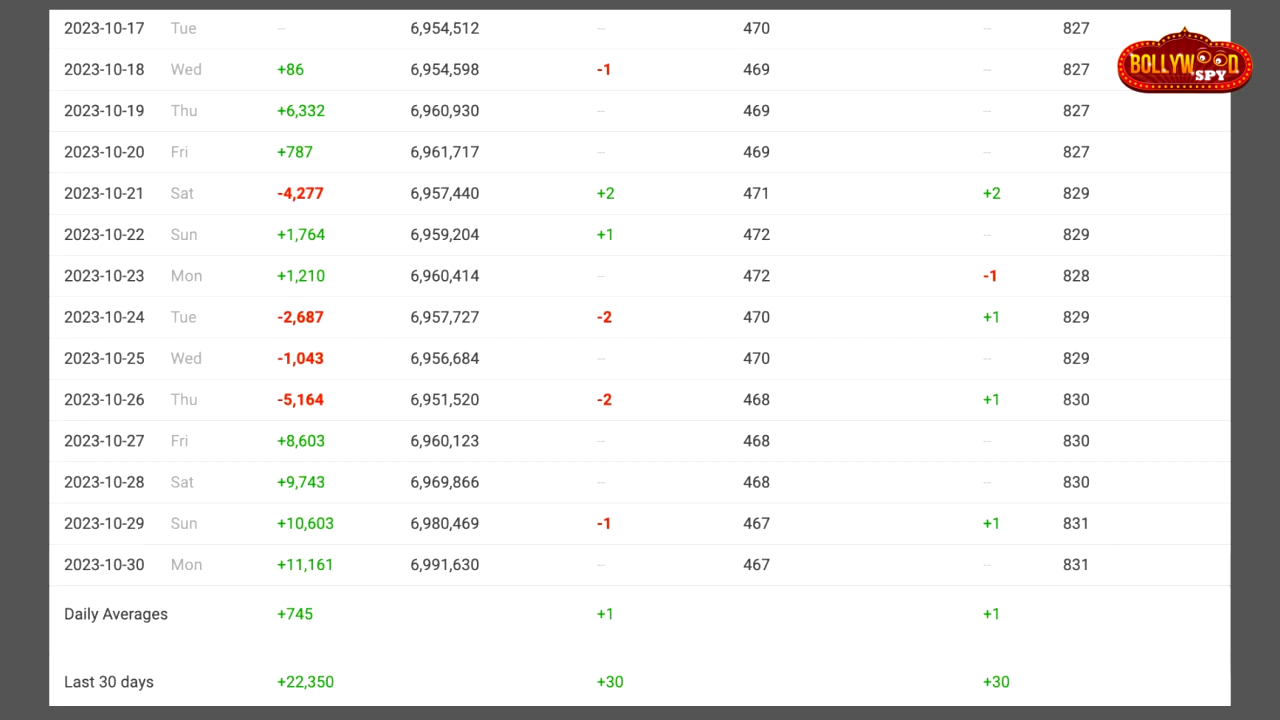 2023-10-17 Tue -- 6,954,512 -- 470 -- 827
2023-10-18 Wed +86 6,954,598 -1 469 -- 827
2023-10-19 Thu +6,332 6,960,930 -- 469 -- 827
2023-10-20 Fri +787 6,961,717 -- 469 -- 827
2023-10-21 Sat -4,277 6,957,440 +2 471 +2 829
2023-10-22 Sun +1,764 6,959,204 +1 472 -- 829
2023-10-23 Mon +1,210 6,960,414 -- 472 -1 828
2023-10-24 Tue -2,687 6,957,727 -2 470 +1 829
2023-10-25 Wed -1,043 6,956,684 -- 470 -- 829
2023-10-26 Thu -5,164 6,951,520 -2 468 +1 830
2023-10-27 Fri +8,603 6,960,123 -- 468 -- 830
2023-10-28 Sat +9,743 6,969,866 -- 468 -- 830
2023-10-29 Sun +10,603 6,980,469 -1 467 +1 831
2023-10-30 Mon +11,161 6,991,630 -- 467 -- 831
Daily Averages +745 +1 +1
Last 30 days +22,350 +30 +30
BOLLYWOOD
SPY